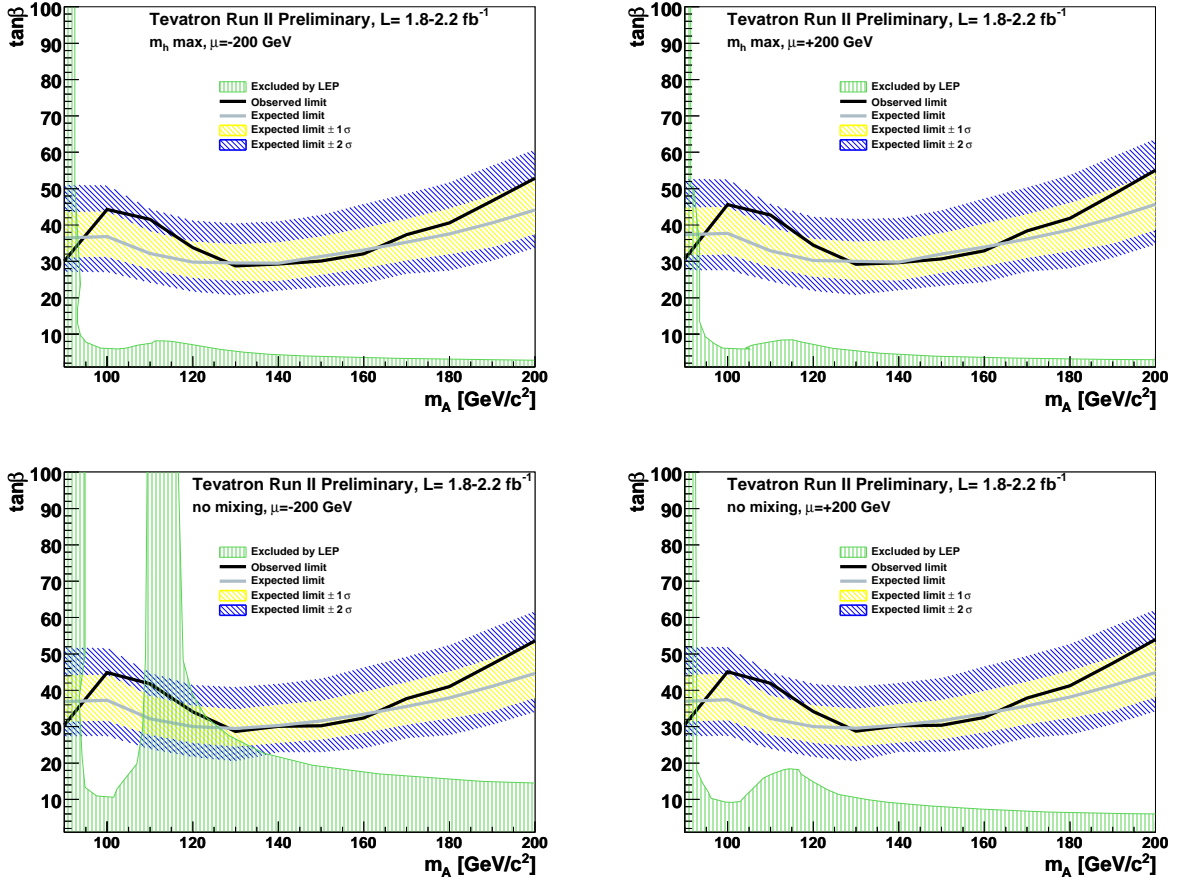 Tevatron Run II Preliminary, L= 1.8-2.2 fb⁻¹
mₕ max, μ=-200 GeV
Excluded by LEP
Observed limit
Expected limit
Expected limit ± 1 σ
Expected limit ± 2 σ
tanβ
100
90
80
70
60
50
40
30
20
10
100 120 140 160 180 200
m_A [GeV/c²]
Tevatron Run II Preliminary, L= 1.8-2.2 fb⁻¹
mₕ max, μ=+200 GeV
Excluded by LEP
Observed limit
Expected limit
Expected limit ± 1 σ
Expected limit ± 2 σ
tanβ
100
90
80
70
60
50
40
30
20
10
100 120 140 160 180 200
m_A [GeV/c²]
Tevatron Run II Preliminary, L= 1.8-2.2 fb⁻¹
no mixing, μ=-200 GeV
Excluded by LEP
Observed limit
Expected limit
Expected limit ± 1 σ
Expected limit ± 2 σ
tanβ
100
90
80
70
60
50
40
30
20
10
100 120 140 160 180 200
m_A [GeV/c²]
Tevatron Run II Preliminary, L= 1.8-2.2 fb⁻¹
no mixing, μ=+200 GeV
Excluded by LEP
Observed limit
Expected limit
Expected limit ± 1 σ
Expected limit ± 2 σ
tanβ
100
90
80
70
60
50
40
30
20
10
100 120 140 160 180 200
m_A [GeV/c²]